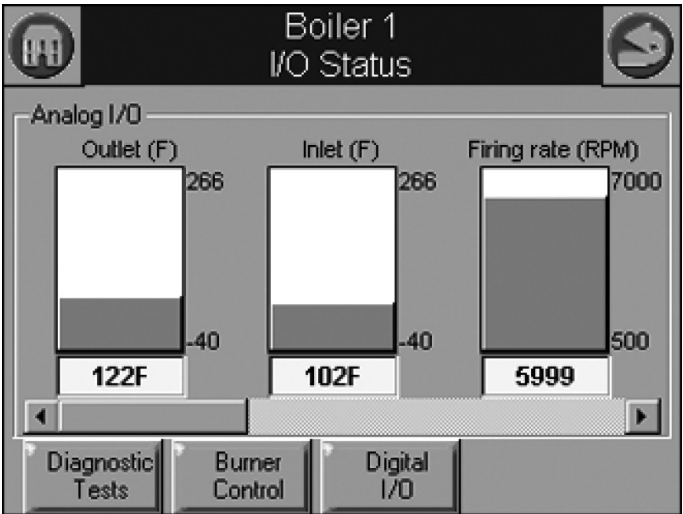 Boiler 1
I/O Status
Analog I/O
Outlet (F)
266
-40
122F
Inlet (F)
266
-40
102F
Firing rate (RPM)
7000
500
5999
Diagnostic
Tests
Burner
Control
Digital
I/O